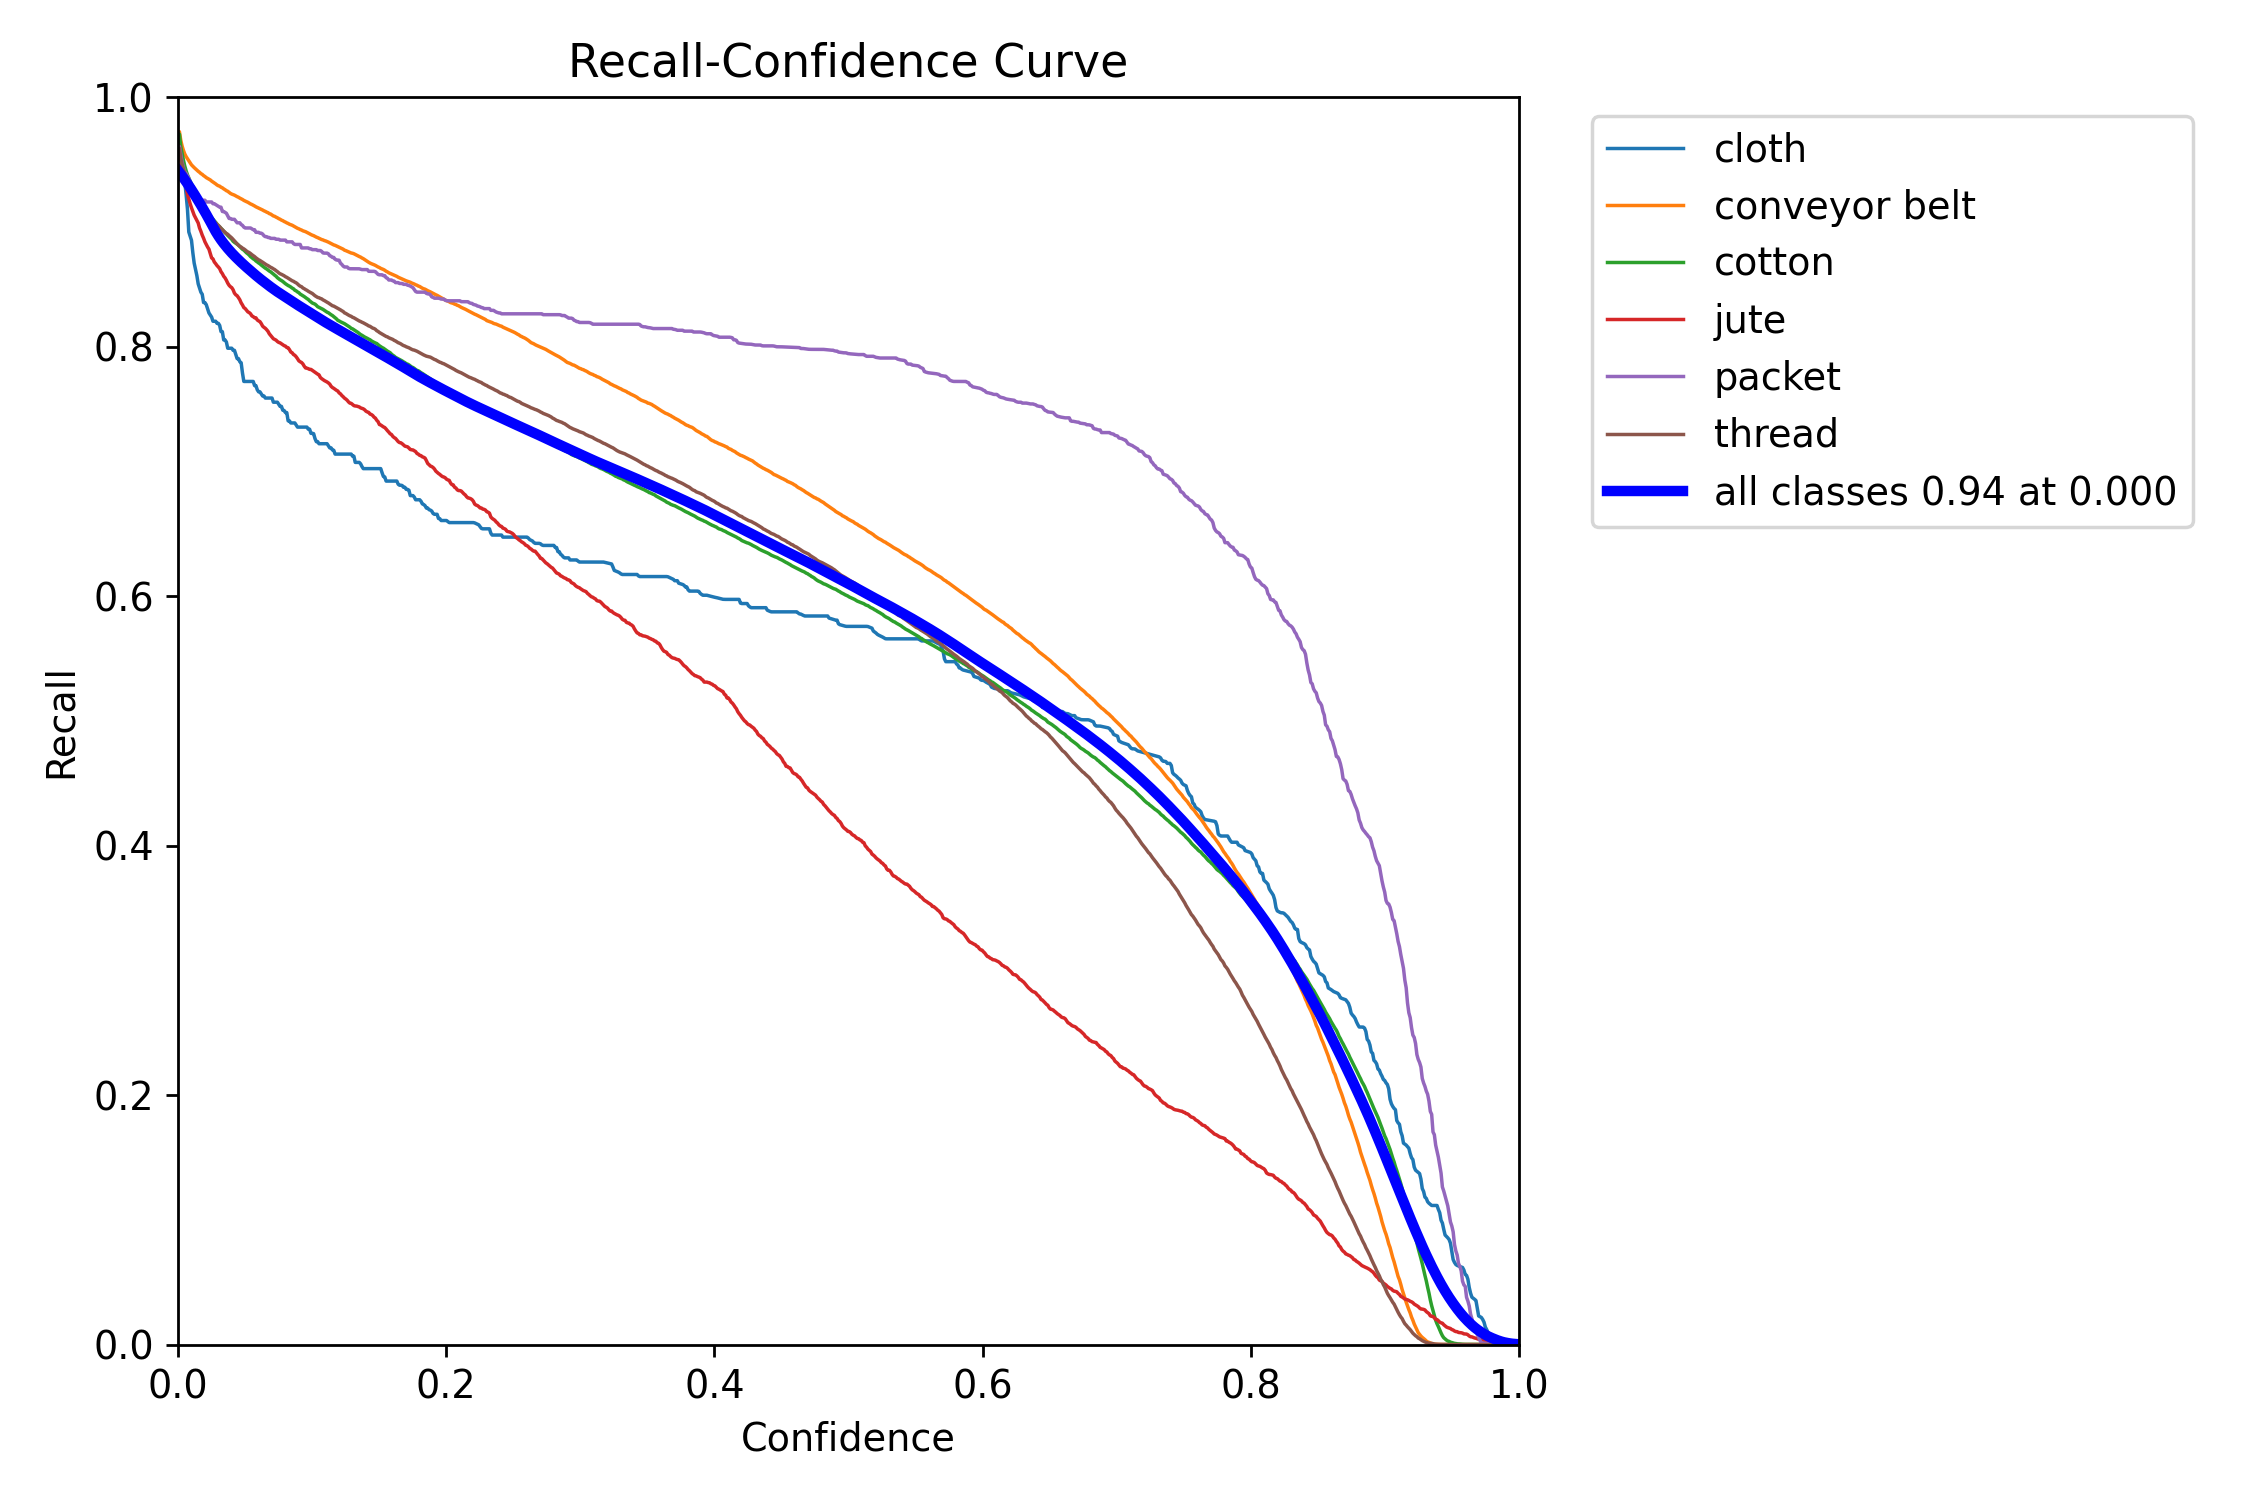 Recall-Confidence Curve
1.0
0.8
0.6
0.4
0.2
0.0
Recall
0.0 0.2 0.4 0.6 0.8 1.0
Confidence
cloth
conveyor belt
cotton
jute
packet
thread
all classes 0.94 at 0.000